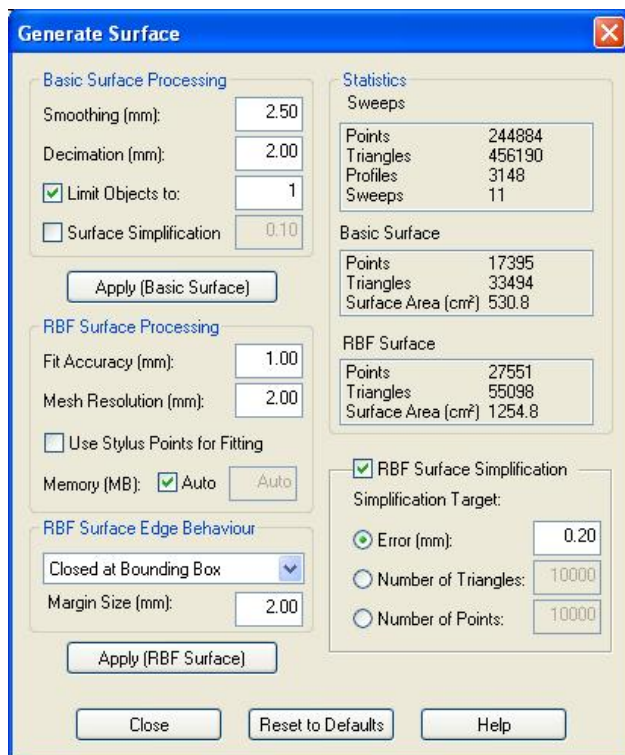 Generate Surface
Basic Surface Processing
Smoothing (mm): 2.50
Decimation (mm): 2.00
Limit Objects to: 1
Surface Simplification 0.10
Apply (Basic Surface)
RBF Surface Processing
Fit Accuracy (mm): 1.00
Mesh Resolution (mm): 2.00
Use Stylus Points for Fitting
Memory (MB): Auto Auto
RBF Surface Edge Behaviour
Closed at Bounding Box
Margin Size (mm): 2.00
Apply (RBF Surface)
Statistics
Sweeps
Points 244884
Triangles 456190
Profiles 3148
Sweeps 11
Basic Surface
Points 17395
Triangles 33494
Surface Area (cm²) 530.8
RBF Surface
Points 27551
Triangles 55098
Surface Area (cm²) 1254.8
RBF Surface Simplification
Simplification Target:
Error (mm): 0.20
Number of Triangles: 10000
Number of Points: 10000
Close Reset to Defaults Help